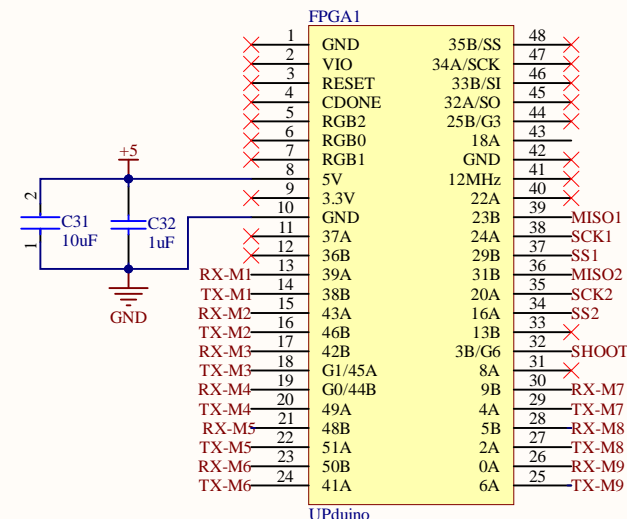 FPGA1
1 GND 35B/SS 48
2 VIO 34A/SCK 47
3 RESET 33B/SI 46
4 CDONE 32A/SO 45
5 RGB2 25B/G3 44
6 RGB0 18A 43
+5 7 RGB1 GND 42
8 5V 12MHz 41
2 9 3.3V 22A 40
C31 C32 10 GND 23B 39 MISO1
1 10uF 1uF 11 37A 24A 38 SCK1
12 36B 29B 37 SS1
RX-M1 13 39A 31B 36 MISO2
TX-M1 14 38B 20A 35 SCK2
GND RX-M2 15 43A 16A 34 SS2
TX-M2 16 46B 13B 33
RX-M3 17 42B 3B/G6 32 SHOOT
TX-M3 18 G1/45A 8A 31
RX-M4 19 G0/44B 9B 30 RX-M7
TX-M4 20 49A 4A 29 TX-M7
RX-M5 21 48B 5B 28 RX-M8
TX-M5 22 51A 2A 27 TX-M8
RX-M6 23 50B 0A 26 RX-M9
TX-M6 24 41A 6A 25 TX-M9
UPduino